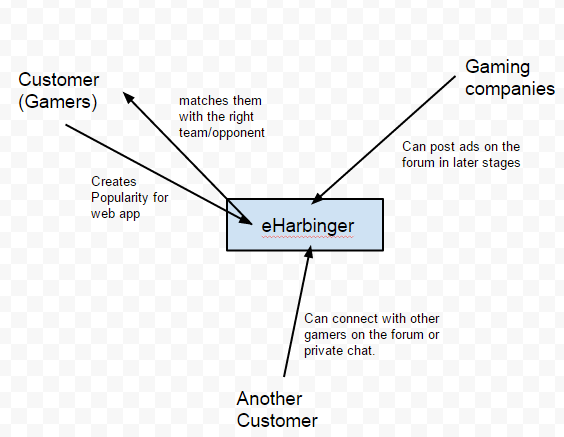 Customer
(Gamers)
matches them
with the right
team/opponent
Gaming
companies
Can post ads on the
forum in later stages
Creates
Popularity for
web app
eHarbinger
Can connect with other
gamers on the forum or
private chat.
Another
Customer